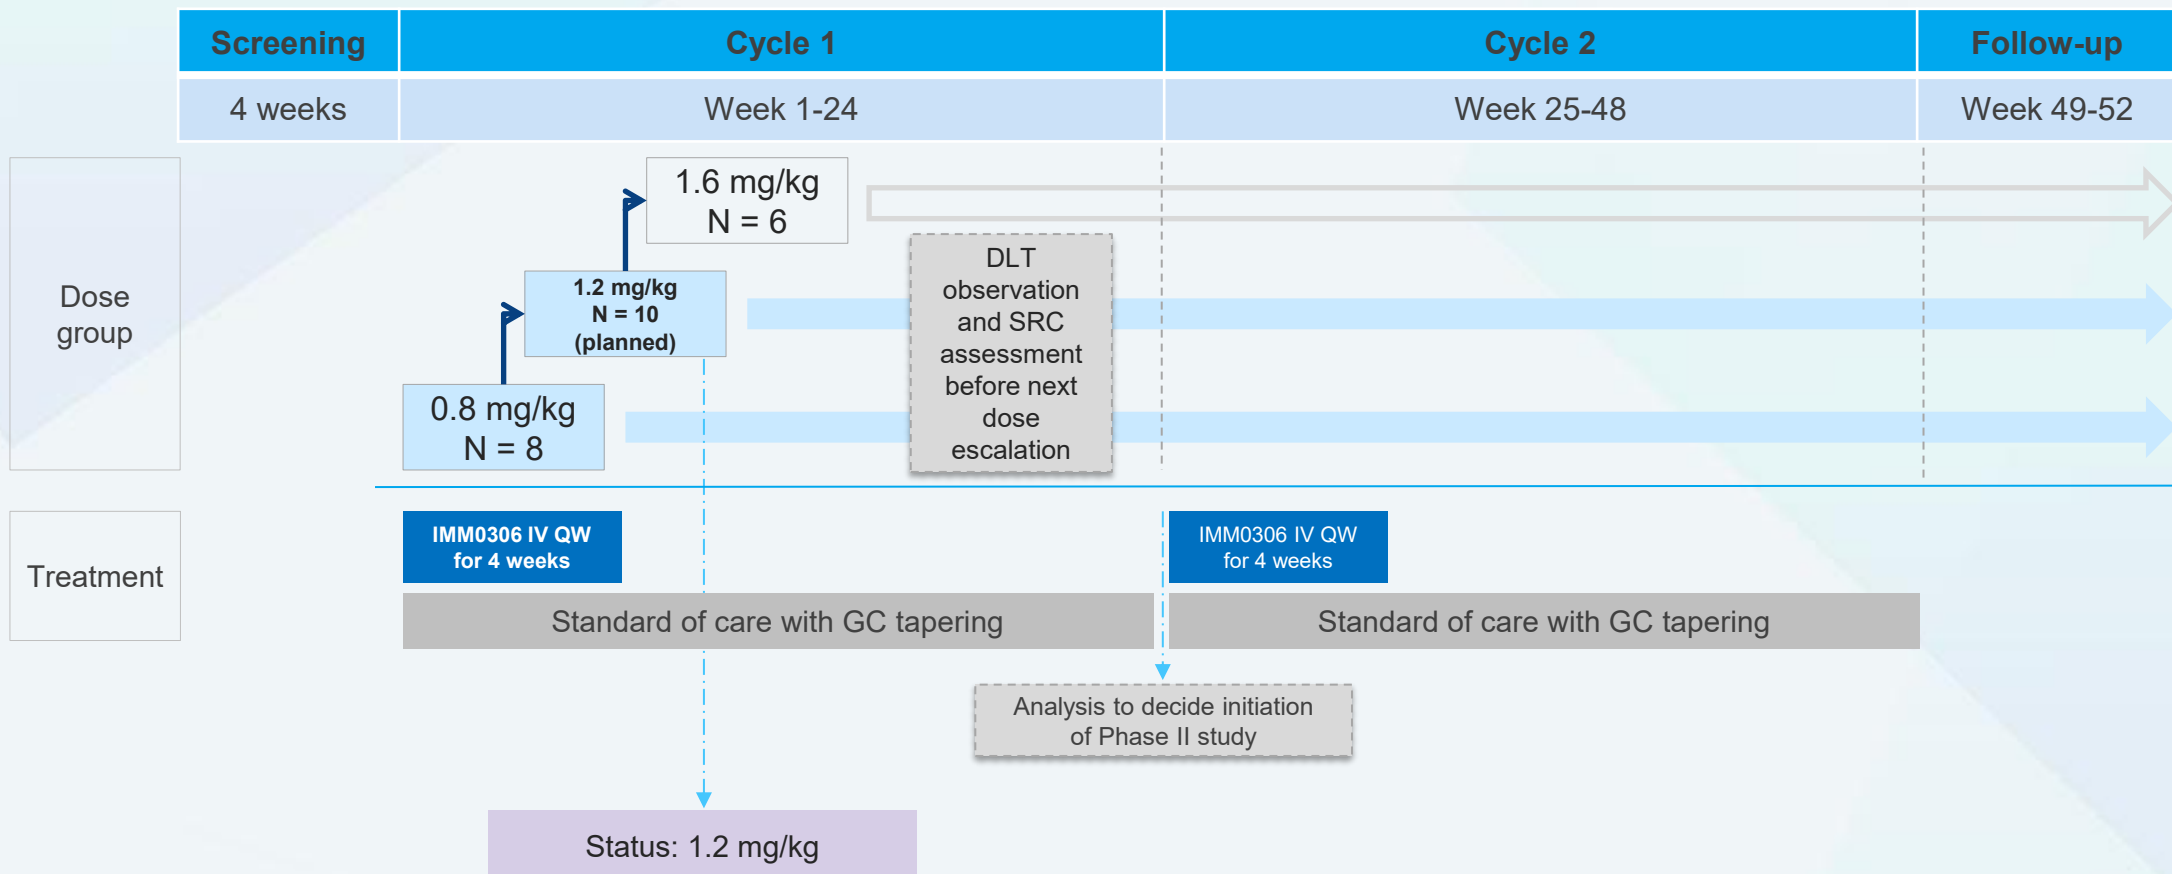 Screening
Cycle 1
Cycle 2
Follow-up
4 weeks
Week 1-24
Week 25-48
Week 49-52
Dose
group
1.6 mg/kg
N = 6
1.2 mg/kg
N = 10
(planned)
0.8 mg/kg
N = 8
DLT
observation
and SRC
assessment
before next
dose
escalation
Treatment
IMM0306 IV QW
for 4 weeks
IMM0306 IV QW
for 4 weeks
Standard of care with GC tapering
Standard of care with GC tapering
Analysis to decide initiation
of Phase II study
Status: 1.2 mg/kg